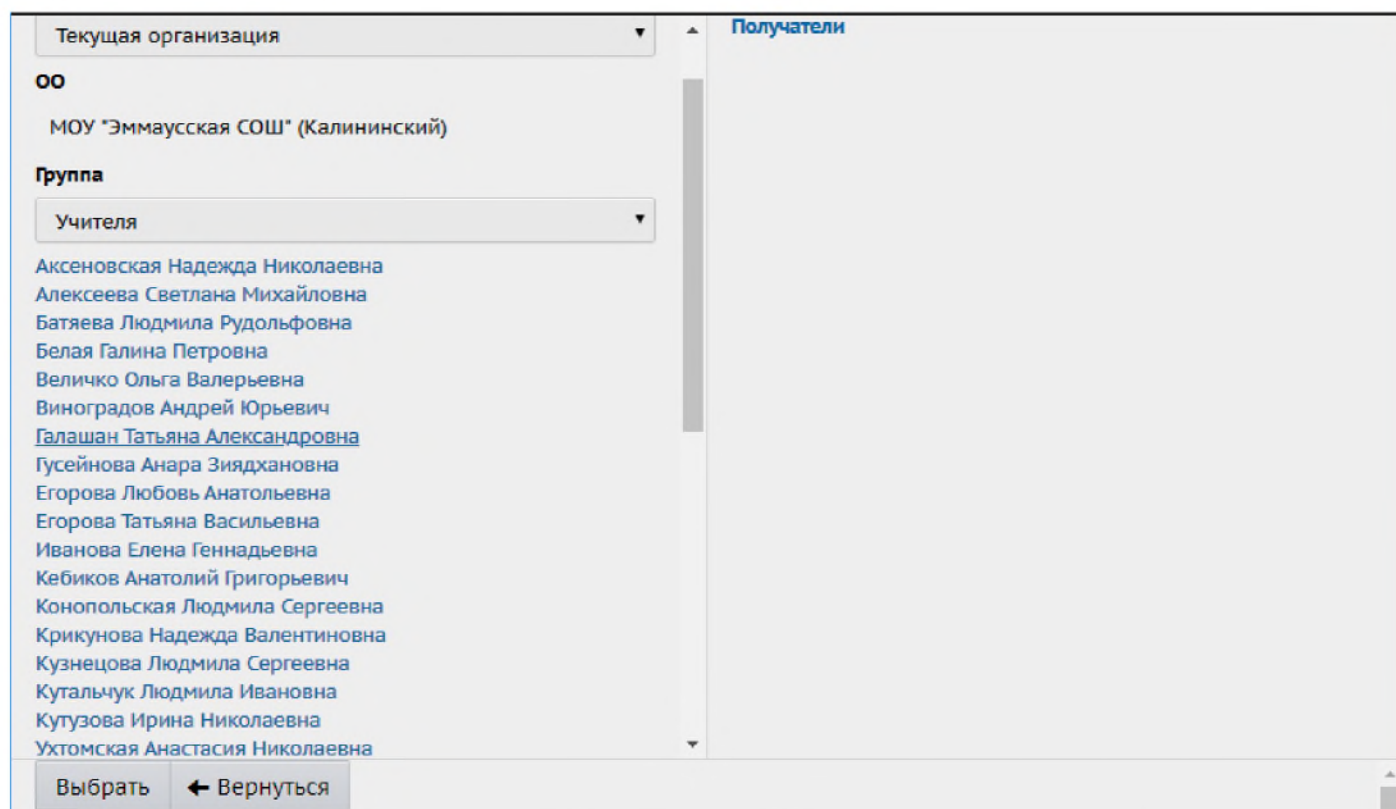 Текущая организация
Получатели
ОО
МОУ "Эммаусская СОШ" (Калининский)
Группа
Учителя
Аксеновская Надежда Николаевна
Алексеева Светлана Михайловна
Батяева Людмила Рудольфовна
Белая Галина Петровна
Величко Ольга Валерьевна
Виноградов Андрей Юрьевич
Галашан Татьяна Александровна
Гусейнова Анара Зиядхановна
Егорова Любовь Анатольевна
Егорова Татьяна Васильевна
Иванова Елена Геннадьевна
Кебиков Анатолий Григорьевич
Конопольская Людмила Сергеевна
Крикунова Надежда Валентиновна
Кузнецова Людмила Сергеевна
Кутальчук Людмила Ивановна
Кутузова Ирина Николаевна
Ухтомская Анастасия Николаевна
Выбрать
Вернуться